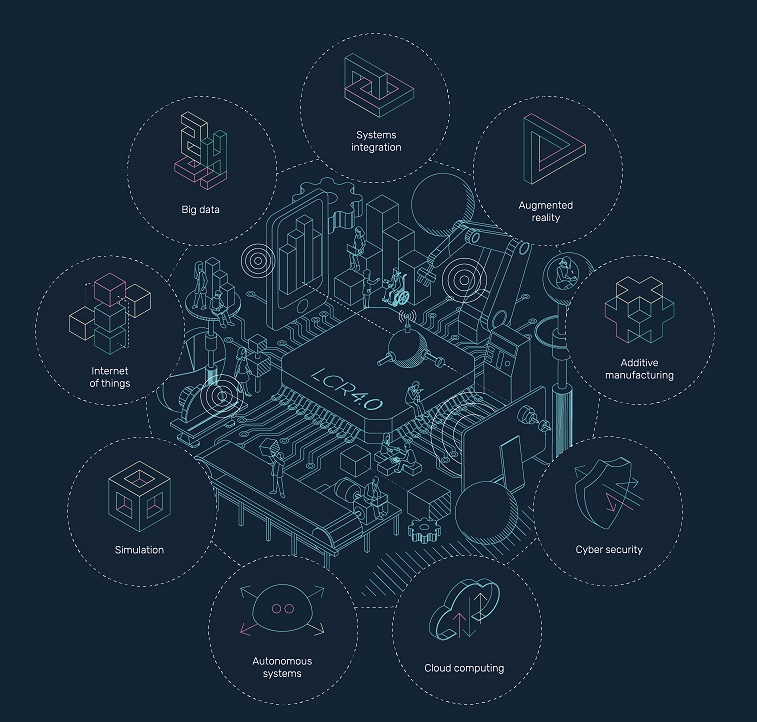 Systems
integration
Augmented
reality
Big data
Internet
of things
Additive
manufacturing
LCR4.0
Simulation
Cyber security
Autonomous
systems
Cloud computing